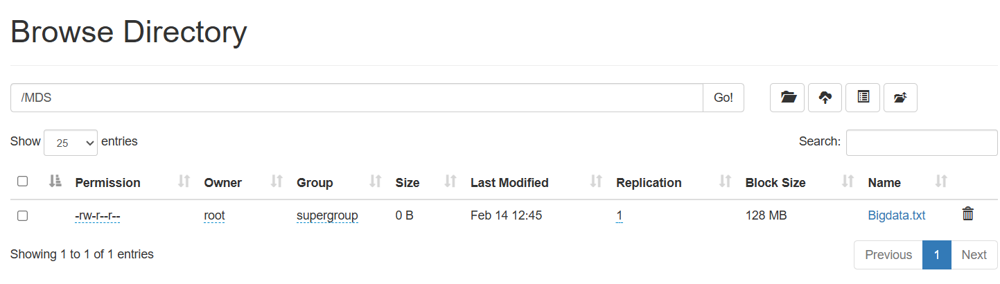 Browse Directory
/MDS Go!
Show 25 entries Search:
Permission Owner Group Size Last Modified Replication Block Size Name
-rw-r--r-- root supergroup 0 B Feb 14 12:45 1 128 MB Bigdata.txt
Showing 1 to 1 of 1 entries Previous 1 Next